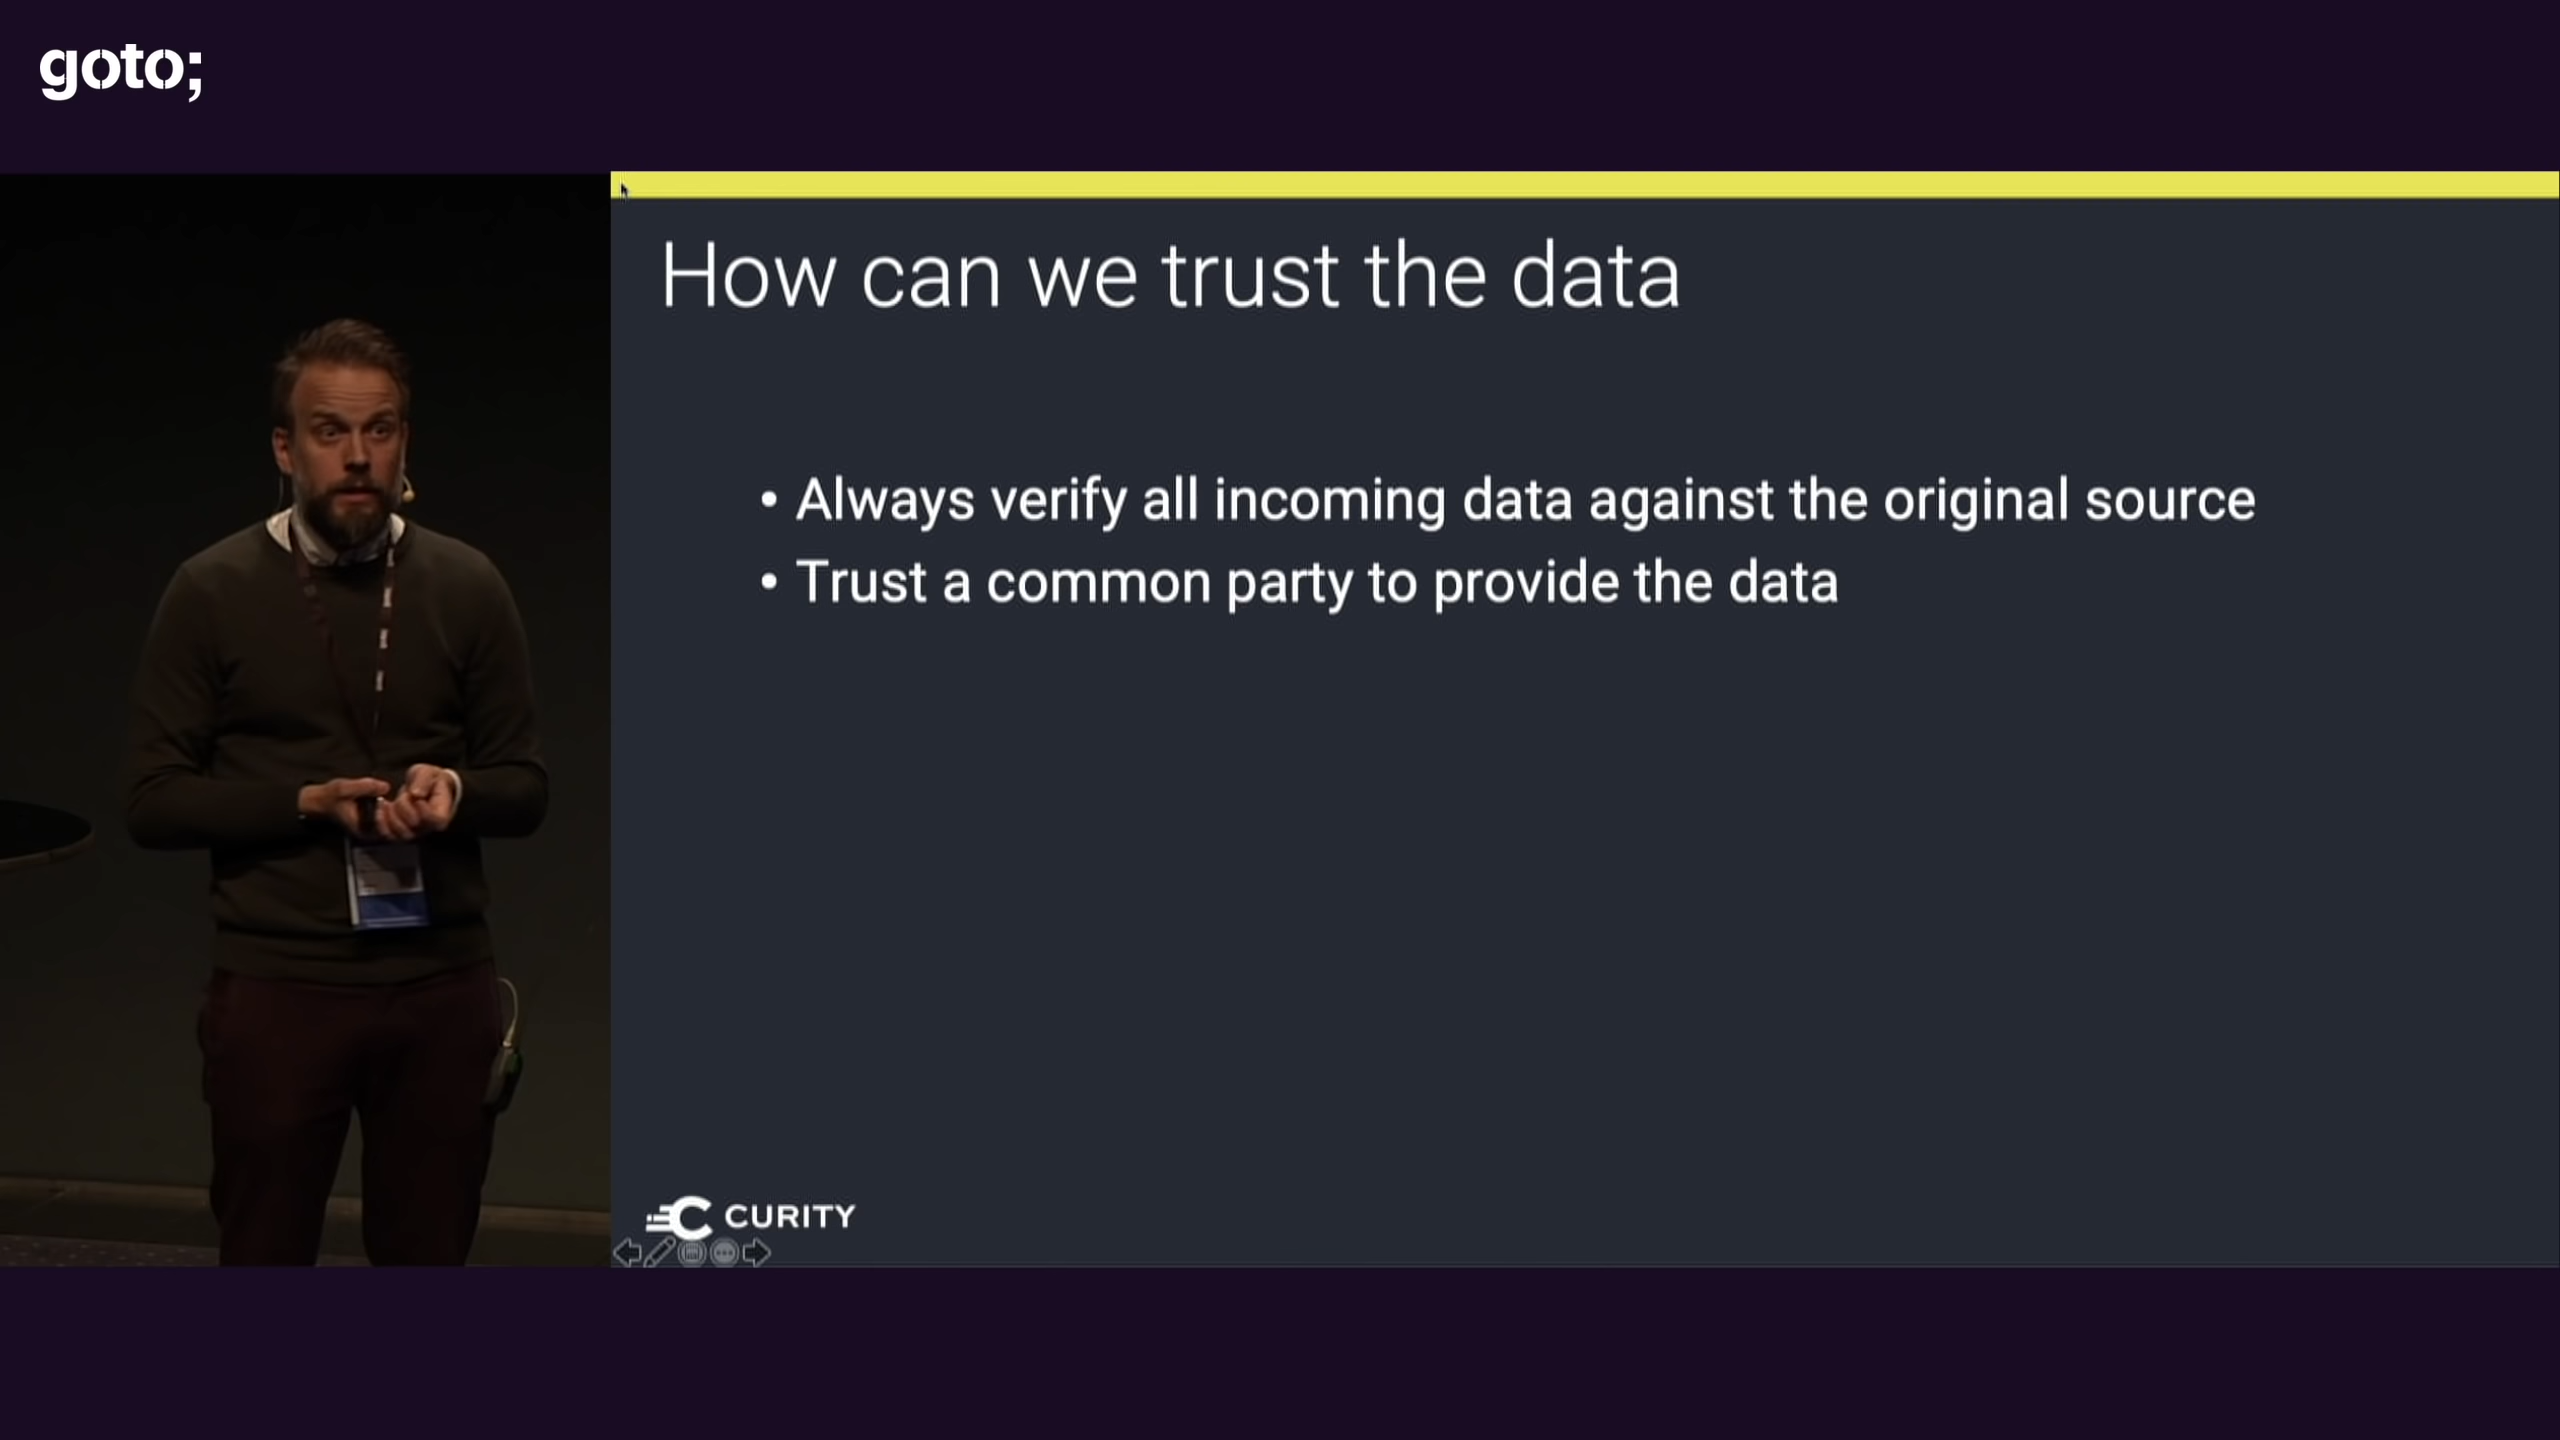 goto;
How can we trust the data
• Always verify all incoming data against the original source
• Trust a common party to provide the data
CURITY